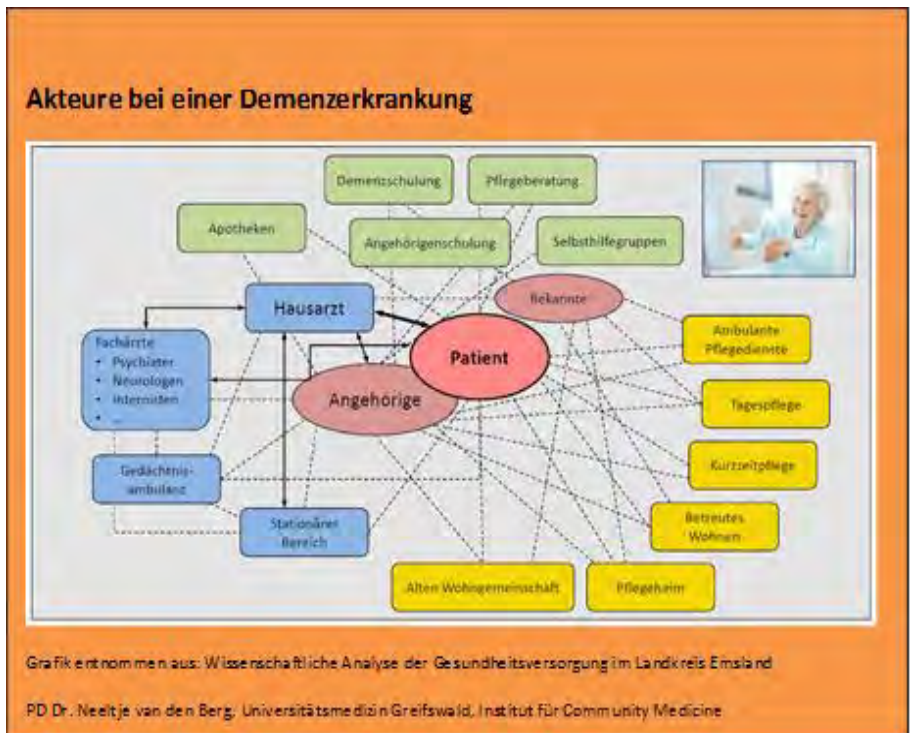 Akteure bei einer Demenzerkrankung
Demenzschulung
Pflegeberatung
Apotheken
Angehörigenschulung
Selbsthilfegruppen
Bekannte
Hausarzt
Ambulante
Pflegedienste
Fachärzte
• Psychiater
• Neurologen
• Internisten
• ...
Patient
Angehörige
Tagespflege
Kurzzeitpflege
Gedächtnis-
ambulanz
Stationärer
Bereich
Betreutes
Wohnen
Alten Wohngemeinschaft
Pflegeheim
Grafik entnommen aus: Wissenschaftliche Analyse der Gesundheitsversorgung im Landkreis Emsland
PD Dr. Neeltje van den Berg, Universitätsmedizin Greifswald, Institut für Community Medicine